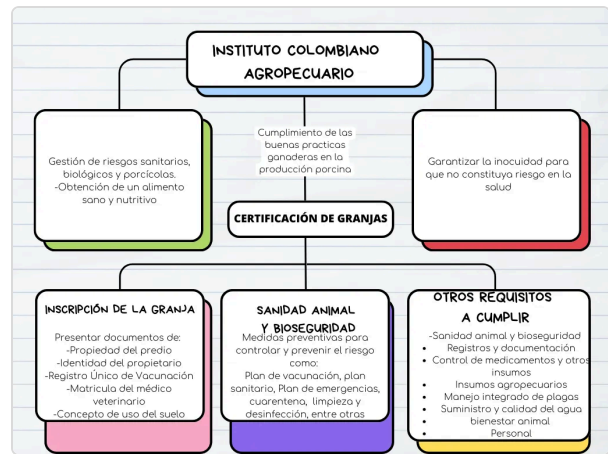 INSTITUTO COLOMBIANO
AGROPECUARIO
Gestión de riesgos sanitarios,
biológicos y porcícolas.
-Obtención de un alimento
sano y nutritivo
Cumplimiento de las
buenas practicas
ganaderas en la
producción porcina
Garantizar la inocuidad para
que no constituya riesgo en la
salud
CERTIFICACIÓN DE GRANJAS
INSCRIPCIÓN DE LA GRANJA
Presentar documentos de:
-Propiedad del predio
-Identidad del propietario
-Registro Único de Vacunación
-Matricula del médico
veterinario
-Concepto de uso del suelo
SANIDAD ANIMAL
Y BIOSEGURIDAD
Medidas preventivas para
controlar y prevenir el riesgo
como:
Plan de vacunación, plan
sanitario, Plan de emergencias,
cuarentena, limpieza y
desinfección, entre otras
OTROS REQUISITOS
A CUMPLIR
-Sanidad animal y bioseguridad
• Registros y documentación
• Control de medicamentos y otros
insumos
• Insumos agropecuarios
• Manejo integrado de plagas
• Suministro y calidad del agua
• bienestar animal
• Personal